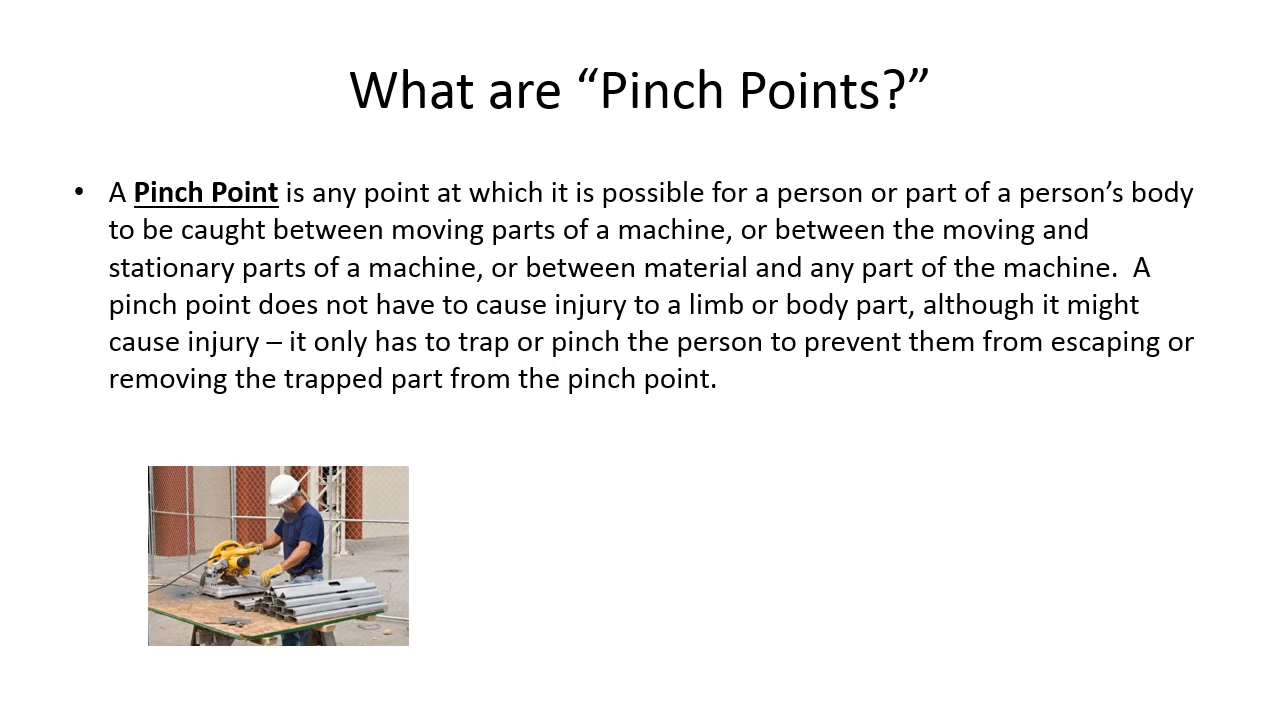 What are “Pinch Points?”
• A Pinch Point is any point at which it is possible for a person or part of a person’s body
to be caught between moving parts of a machine, or between the moving and
stationary parts of a machine, or between material and any part of the machine.  A
pinch point does not have to cause injury to a limb or body part, although it might
cause injury – it only has to trap or pinch the person to prevent them from escaping or
removing the trapped part from the pinch point.